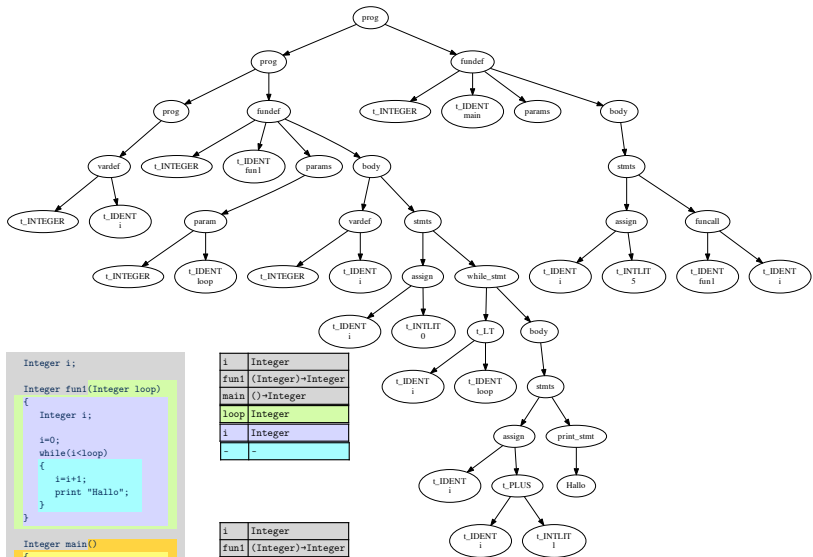 prog
prog
fundef
prog
fundef
t_INTEGER
t_IDENT
main
params
body
vardef
t_INTEGER
t_IDENT
fun1
params
body
stmts
t_INTEGER
t_IDENT
i
param
vardef
stmts
assign
funcall
t_INTEGER
t_IDENT
loop
t_INTEGER
t_IDENT
i
assign
while_stmt
t_IDENT
i
t_INTLIT
5
t_IDENT
fun1
t_IDENT
i
t_IDENT
i
t_INTLIT
0
t_LT
body
t_IDENT
i
t_IDENT
loop
stmts
assign
print_stmt
t_IDENT
i
t_PLUS
Hallo
t_IDENT
i
t_INTLIT
1
Integer i;
Integer fun1(Integer loop)
{
Integer i;
i=0;
while(i<loop)
{
i=i+1;
print "Hallo";
}
}
Integer main()
{
i Integer
fun1 (Integer)→Integer
main ()→Integer
loop Integer
i Integer
- -
i Integer
fun1 (Integer)→Integer